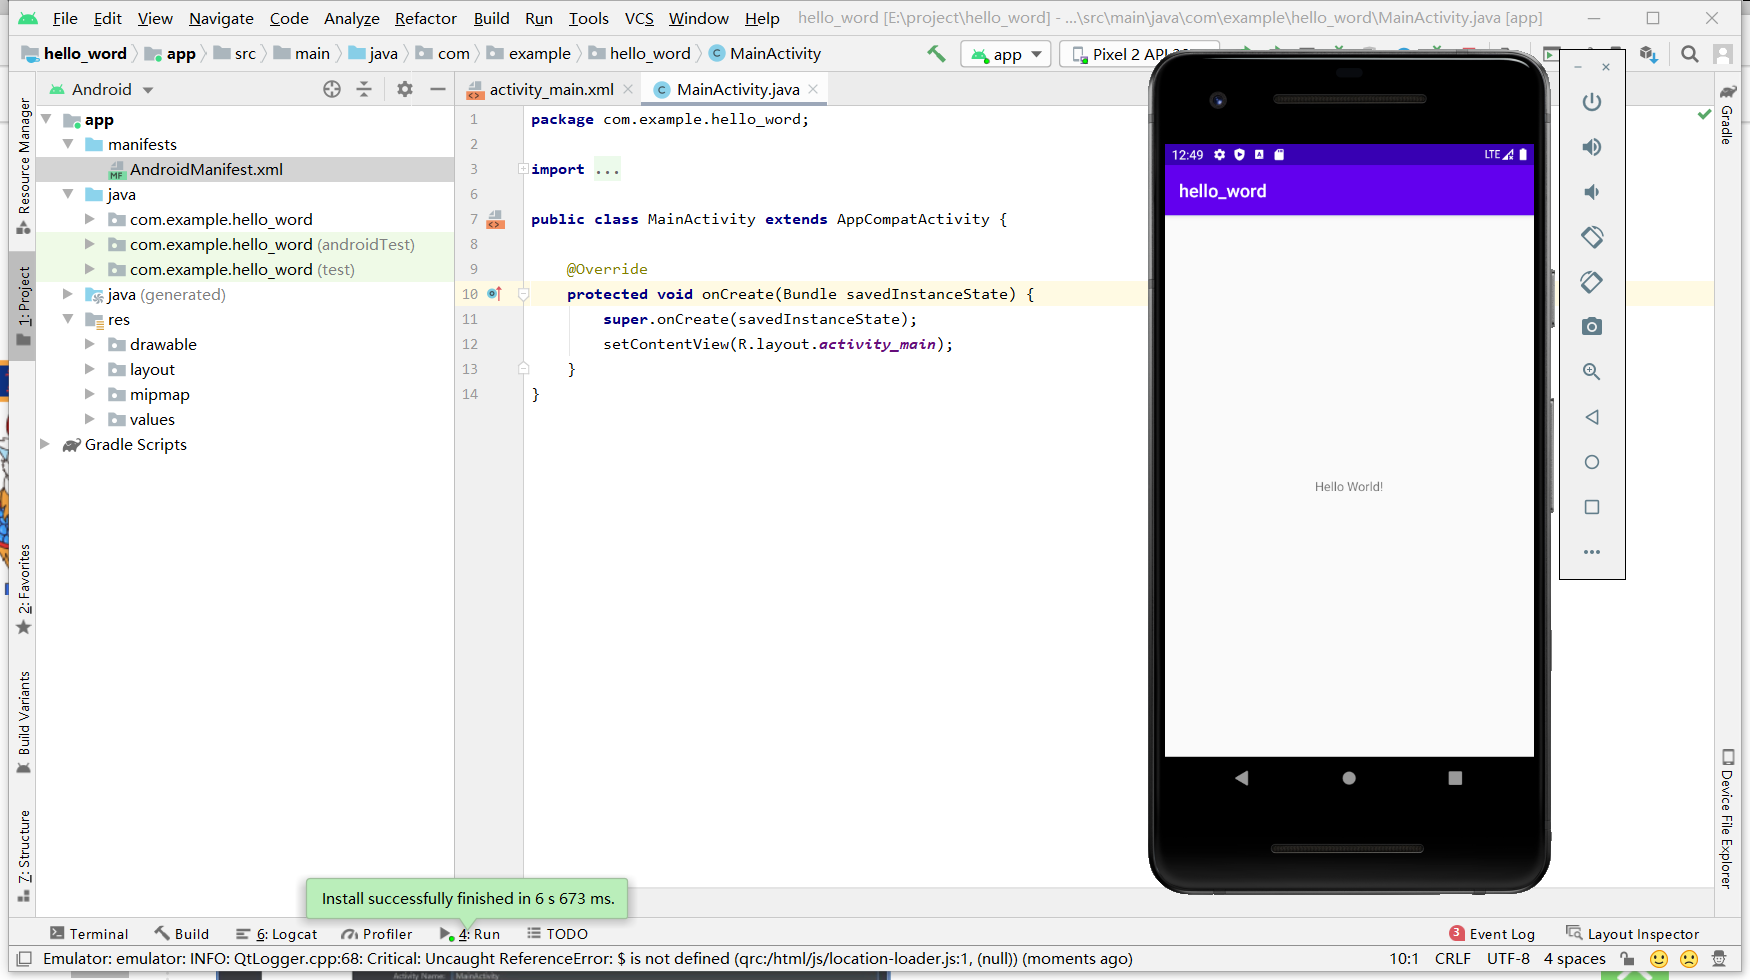 File Edit View Navigate Code Analyze Refactor Build Run Tools VCS Window Help hello_word [E:\project\hello_word] - ...\src\main\java\com\example\hello_word\MainActivity.java [app]
hello_word app src main java com example hello_word MainActivity app Pixel 2 API
Android
activity_main.xml MainActivity.java
Resource Manager
1: Project
2: Favorites
Build Variants
7: Structure
app
manifests
AndroidManifest.xml
java
com.example.hello_word
com.example.hello_word (androidTest)
com.example.hello_word (test)
java (generated)
res
drawable
layout
mipmap
values
Gradle Scripts
1 package com.example.hello_word;
2
3 import ...
6
7 public class MainActivity extends AppCompatActivity {
8
9 @Override
10 protected void onCreate(Bundle savedInstanceState) {
11 super.onCreate(savedInstanceState);
12 setContentView(R.layout.activity_main);
13 }
14 }
12:49 LTE
hello_word
Hello World!
Gradle
Device File Explorer
Install successfully finished in 6 s 673 ms.
Terminal Build 6: Logcat Profiler 4: Run TODO 3 Event Log Layout Inspector
Emulator: emulator: INFO: QtLogger.cpp:68: Critical: Uncaught ReferenceError: $ is not defined (qrc:/html/js/location-loader.js:1, (null)) (moments ago) 10:1 CRLF UTF-8 4 spaces
Activity Name: MainActivity